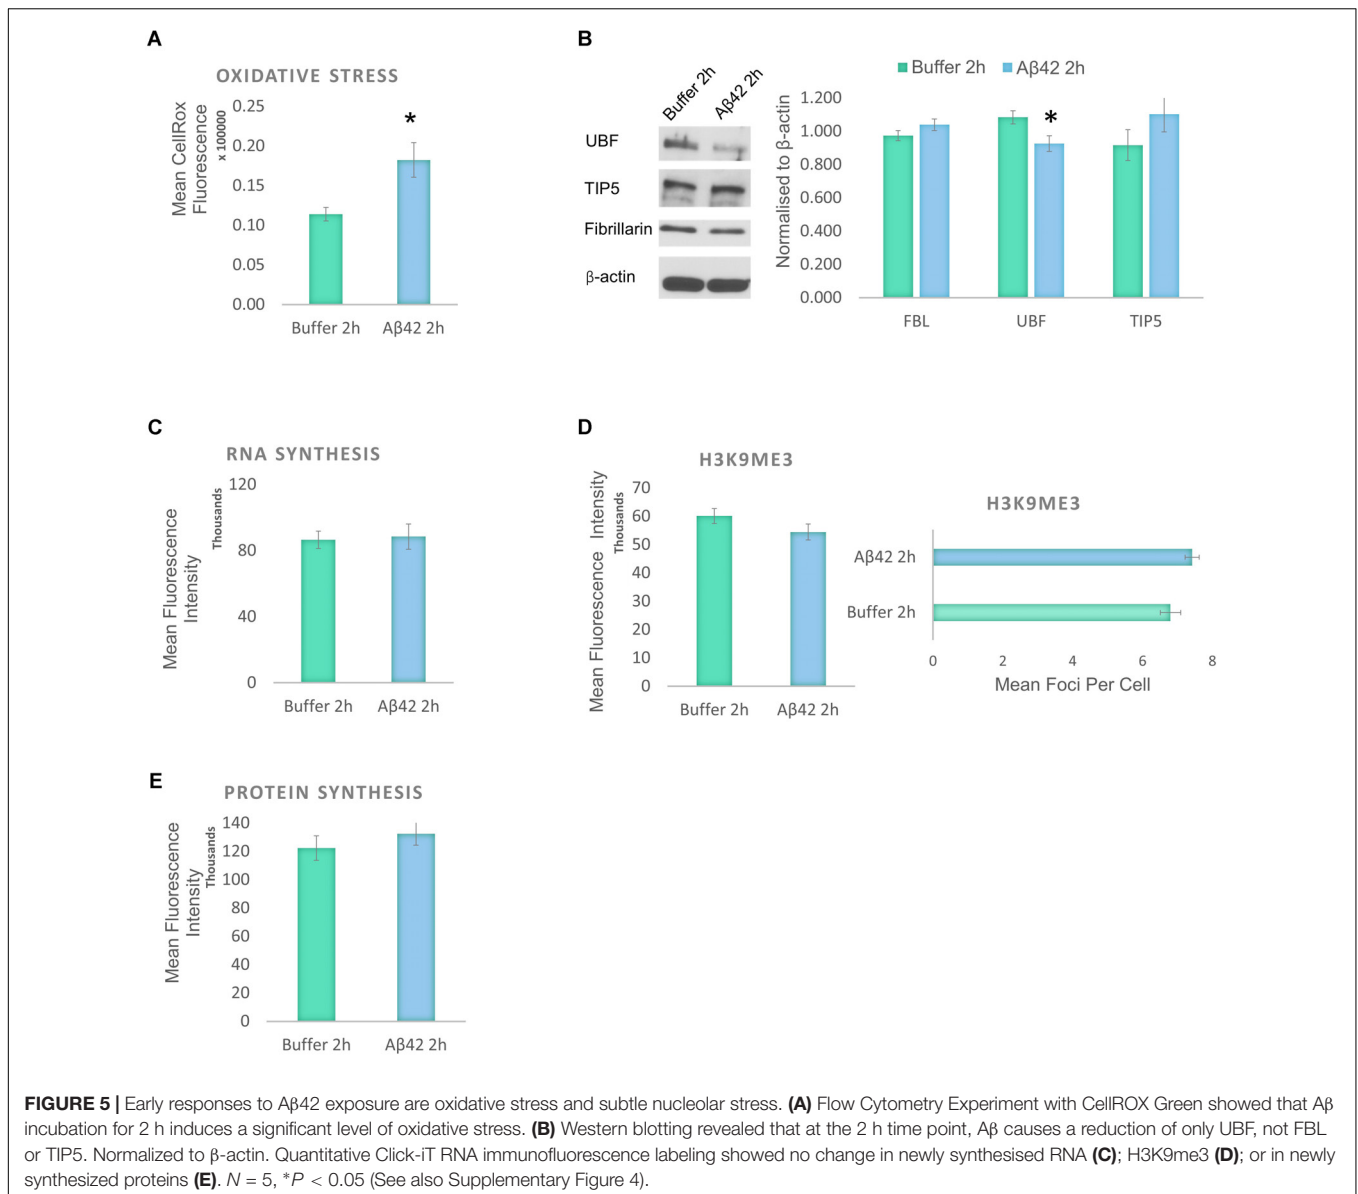 A
OXIDATIVE STRESS
Mean CellRox
Fluorescence
x 100000
0.25
0.20
0.15
0.10
0.05
0.00
*
Buffer 2h
Aβ42 2h
B
Buffer 2h
Aβ42 2h
UBF
TIP5
Fibrillarin
β-actin
Buffer 2h
Aβ42 2h
Normalised to β-actin
1.200
1.000
0.800
0.600
0.400
0.200
0.000
*
FBL
UBF
TIP5
C
RNA SYNTHESIS
Mean Fluorescence
Intensity
Thousands
120
80
40
0
Buffer 2h
Aβ42 2h
D
H3K9ME3
Mean Fluorescence Intensity
Thousands
70
60
50
40
30
20
10
0
Buffer 2h
Aβ42 2h
H3K9ME3
Aβ42 2h
Buffer 2h
0 2 4 6 8
Mean Foci Per Cell
E
PROTEIN SYNTHESIS
Mean Fluorescence
Intensity
Thousands
140
120
100
80
60
40
20
0
Buffer 2h
Aβ42 2h
FIGURE 5 | Early responses to Aβ42 exposure are oxidative stress and subtle nucleolar stress. (A) Flow Cytometry Experiment with CellROX Green showed that Aβ
incubation for 2 h induces a significant level of oxidative stress. (B) Western blotting revealed that at the 2 h time point, Aβ causes a reduction of only UBF, not FBL
or TIP5. Normalized to β-actin. Quantitative Click-iT RNA immunofluorescence labeling showed no change in newly synthesised RNA (C); H3K9me3 (D); or in newly
synthesized proteins (E). N = 5, *P < 0.05 (See also Supplementary Figure 4).